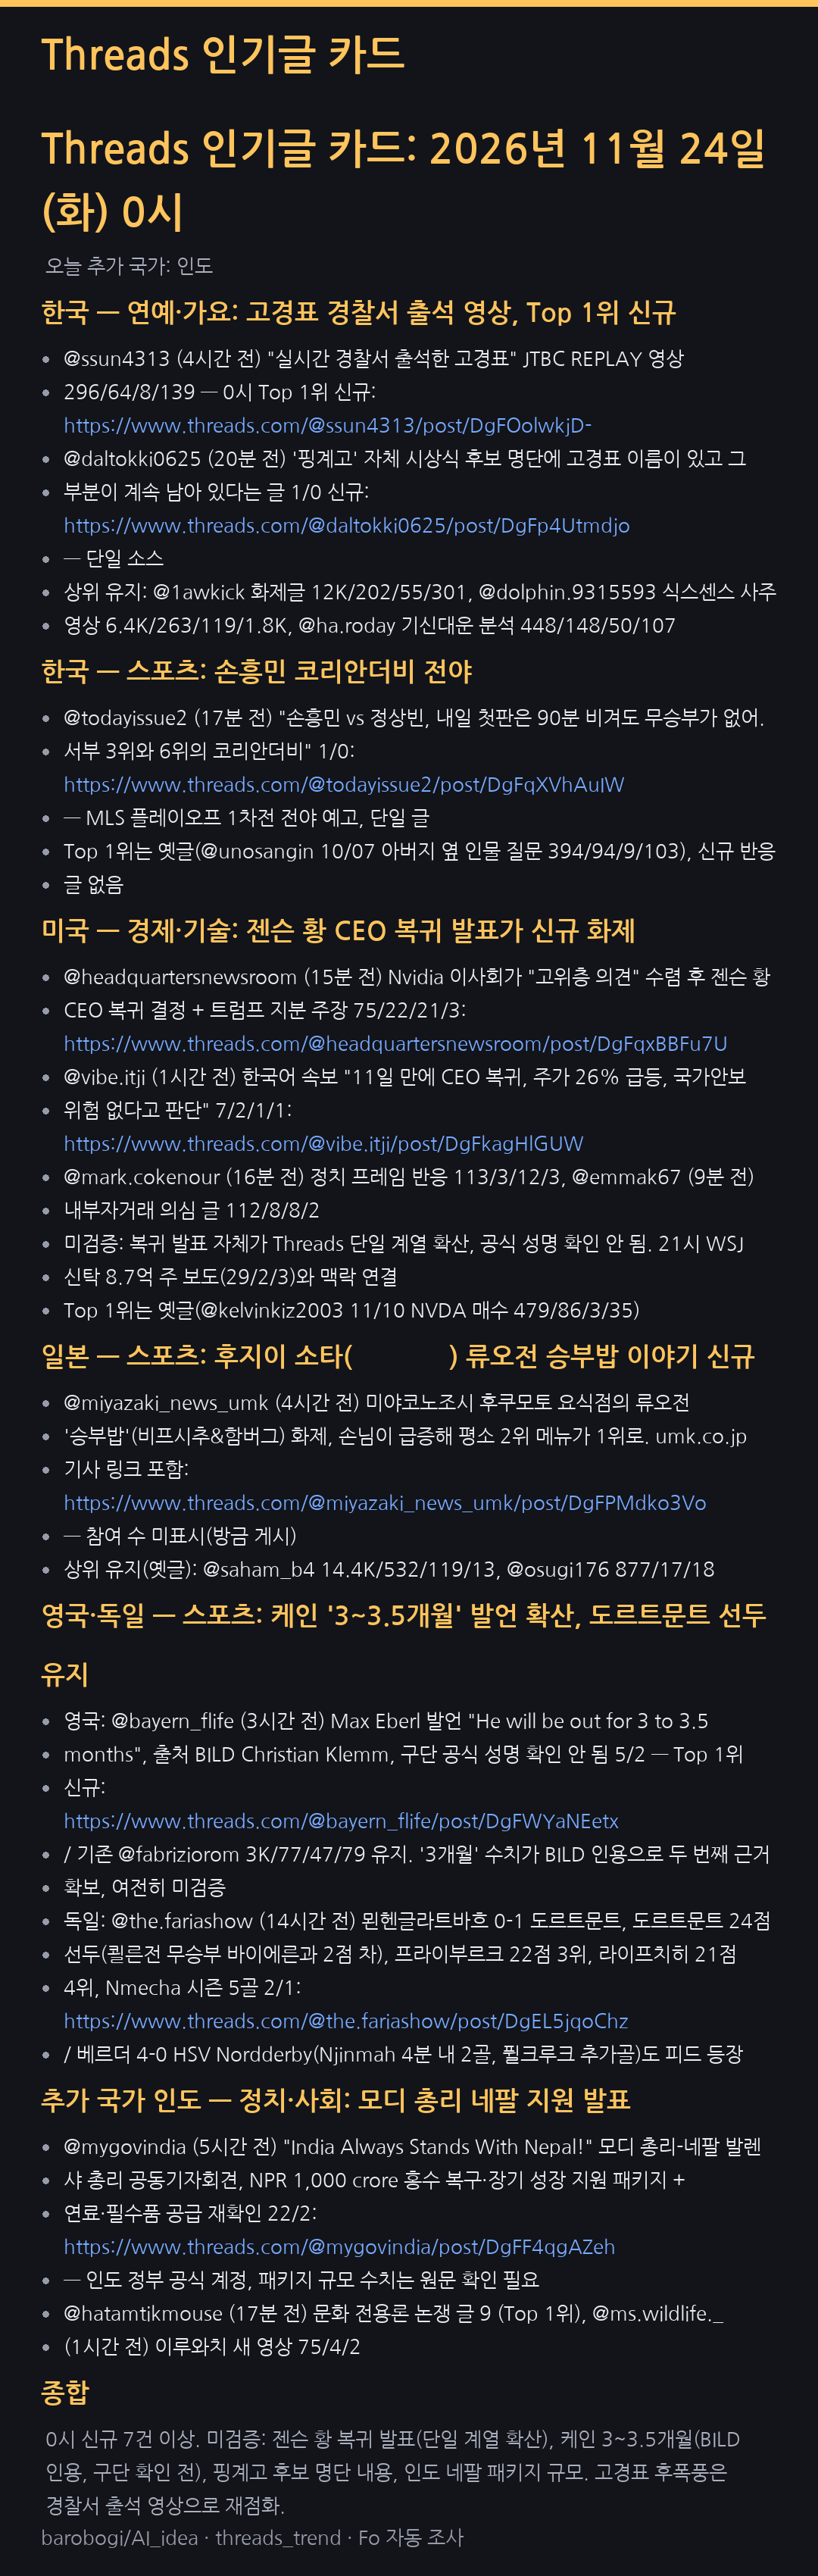 Threads 인기글 카드
Threads 인기글 카드: 2026년 11월 24일
(화) 0시
오늘 추가 국가: 인도
한국 — 연예·가요: 고경표 경찰서 출석 영상, Top 1위 신규
• @ssun4313 (4시간 전) "실시간 경찰서 출석한 고경표" JTBC REPLAY 영상
• 296/64/8/139 — 0시 Top 1위 신규:
https://www.threads.com/@ssun4313/post/DgFOolwkjD-
• @daltokki0625 (20분 전) '핑계고' 자체 시상식 후보 명단에 고경표 이름이 있고 그
• 부분이 계속 남아 있다는 글 1/0 신규:
https://www.threads.com/@daltokki0625/post/DgFp4Utmdjo
• — 단일 소스
• 상위 유지: @1awkick 화제글 12K/202/55/301, @dolphin.9315593 식스센스 사주
• 영상 6.4K/263/119/1.8K, @ha.roday 기신대운 분석 448/148/50/107
한국 — 스포츠: 손흥민 코리안더비 전야
• @todayissue2 (17분 전) "손흥민 vs 정상빈, 내일 첫판은 90분 비겨도 무승부가 없어.
• 서부 3위와 6위의 코리안더비" 1/0:
https://www.threads.com/@todayissue2/post/DgFqXVhAuIW
• — MLS 플레이오프 1차전 전야 예고, 단일 글
• Top 1위는 옛글(@unosangin 10/07 아버지 옆 인물 질문 394/94/9/103), 신규 반응
• 글 없음
미국 — 경제·기술: 젠슨 황 CEO 복귀 발표가 신규 화제
• @headquartersnewsroom (15분 전) Nvidia 이사회가 "고위층 의견" 수렴 후 젠슨 황
• CEO 복귀 결정 + 트럼프 지분 주장 75/22/21/3:
https://www.threads.com/@headquartersnewsroom/post/DgFqxBBFu7U
• @vibe.itji (1시간 전) 한국어 속보 "11일 만에 CEO 복귀, 주가 26% 급등, 국가안보
• 위험 없다고 판단" 7/2/1/1:
https://www.threads.com/@vibe.itji/post/DgFkagHlGUW
• @mark.cokenour (16분 전) 정치 프레임 반응 113/3/12/3, @emmak67 (9분 전)
• 내부자거래 의심 글 112/8/8/2
• 미검증: 복귀 발표 자체가 Threads 단일 계열 확산, 공식 성명 확인 안 됨. 21시 WSJ
• 신탁 8.7억 주 보도(29/2/3)와 맥락 연결
• Top 1위는 옛글(@kelvinkiz2003 11/10 NVDA 매수 479/86/3/35)
일본 — 스포츠: 후지이 소타( ) 류오전 승부밥 이야기 신규
• @miyazaki_news_umk (4시간 전) 미야코노조시 후쿠모토 요식점의 류오전
• '승부밥'(비프시추&함버그) 화제, 손님이 급증해 평소 2위 메뉴가 1위로. umk.co.jp
• 기사 링크 포함:
https://www.threads.com/@miyazaki_news_umk/post/DgFPMdko3Vo
• — 참여 수 미표시(방금 게시)
• 상위 유지(옛글): @saham_b4 14.4K/532/119/13, @osugi176 877/17/18
영국·독일 — 스포츠: 케인 '3~3.5개월' 발언 확산, 도르트문트 선두
유지
• 영국: @bayern_flife (3시간 전) Max Eberl 발언 "He will be out for 3 to 3.5
• months", 출처 BILD Christian Klemm, 구단 공식 성명 확인 안 됨 5/2 — Top 1위
• 신규:
https://www.threads.com/@bayern_flife/post/DgFWYaNEetx
• / 기존 @fabriziorom 3K/77/47/79 유지. '3개월' 수치가 BILD 인용으로 두 번째 근거
• 확보, 여전히 미검증
• 독일: @the.fariashow (14시간 전) 묀헨글라트바흐 0-1 도르트문트, 도르트문트 24점
• 선두(쾰른전 무승부 바이에른과 2점 차), 프라이부르크 22점 3위, 라이프치히 21점
• 4위, Nmecha 시즌 5골 2/1:
https://www.threads.com/@the.fariashow/post/DgEL5jqoChz
• / 베르더 4-0 HSV Nordderby(Njinmah 4분 내 2골, 퓔크루크 추가골)도 피드 등장
추가 국가 인도 — 정치·사회: 모디 총리 네팔 지원 발표
• @mygovindia (5시간 전) "India Always Stands With Nepal!" 모디 총리-네팔 발렌
• 샤 총리 공동기자회견, NPR 1,000 crore 홍수 복구·장기 성장 지원 패키지 +
• 연료·필수품 공급 재확인 22/2:
https://www.threads.com/@mygovindia/post/DgFF4qgAZeh
• — 인도 정부 공식 계정, 패키지 규모 수치는 원문 확인 필요
• @hatamtikmouse (17분 전) 문화 전용론 논쟁 글 9 (Top 1위), @ms.wildlife._
• (1시간 전) 이루와치 새 영상 75/4/2
종합
0시 신규 7건 이상. 미검증: 젠슨 황 복귀 발표(단일 계열 확산), 케인 3~3.5개월(BILD
인용, 구단 확인 전), 핑계고 후보 명단 내용, 인도 네팔 패키지 규모. 고경표 후폭풍은
경찰서 출석 영상으로 재점화.
barobogi/AI_idea · threads_trend · Fo 자동 조사